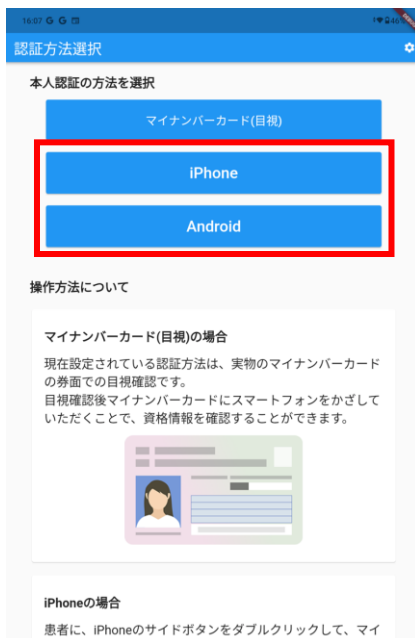 16:07 G G
認証方法選択
本人認証の方法を選択
マイナンバーカード(目視)
iPhone
Android
操作方法について
マイナンバーカード(目視)の場合
現在設定されている認証方法は、実物のマイナンバーカード
の券面での目視確認です。
目視確認後マイナンバーカードにスマートフォンをかざして
いただくことで、資格情報を確認することができます。
iPhoneの場合
患者に、iPhoneのサイドボタンをダブルクリックして、マイ